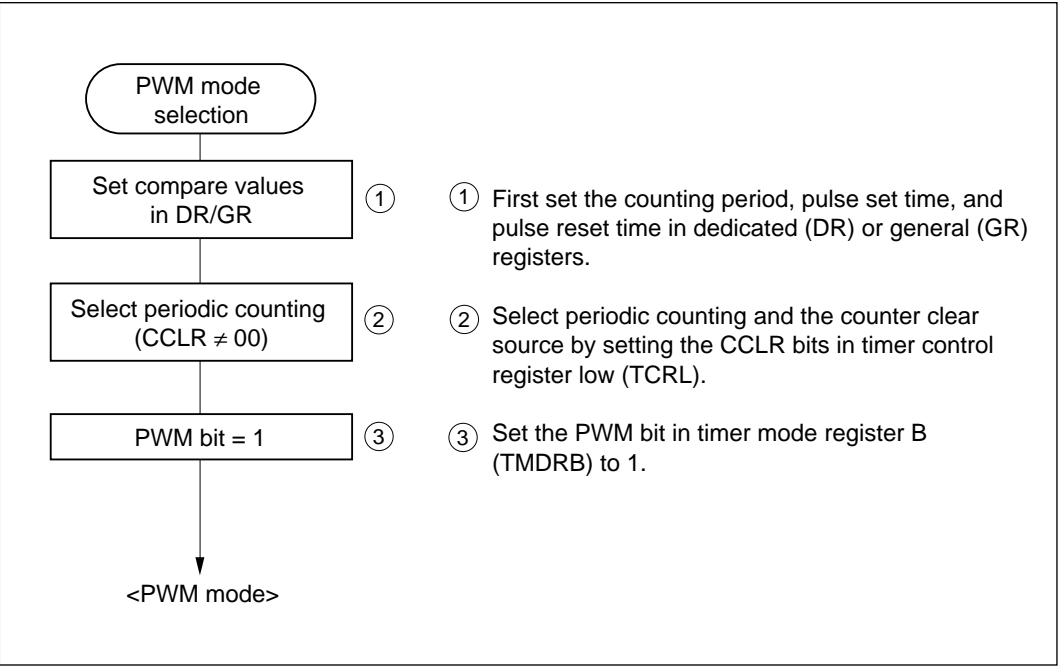 PWM mode
selection
Set compare values
in DR/GR
①
① First set the counting period, pulse set time, and
pulse reset time in dedicated (DR) or general (GR)
registers.
Select periodic counting
(CCLR ≠ 00)
②
② Select periodic counting and the counter clear
source by setting the CCLR bits in timer control
register low (TCRL).
PWM bit = 1
③
③ Set the PWM bit in timer mode register B
(TMDRB) to 1.
<PWM mode>